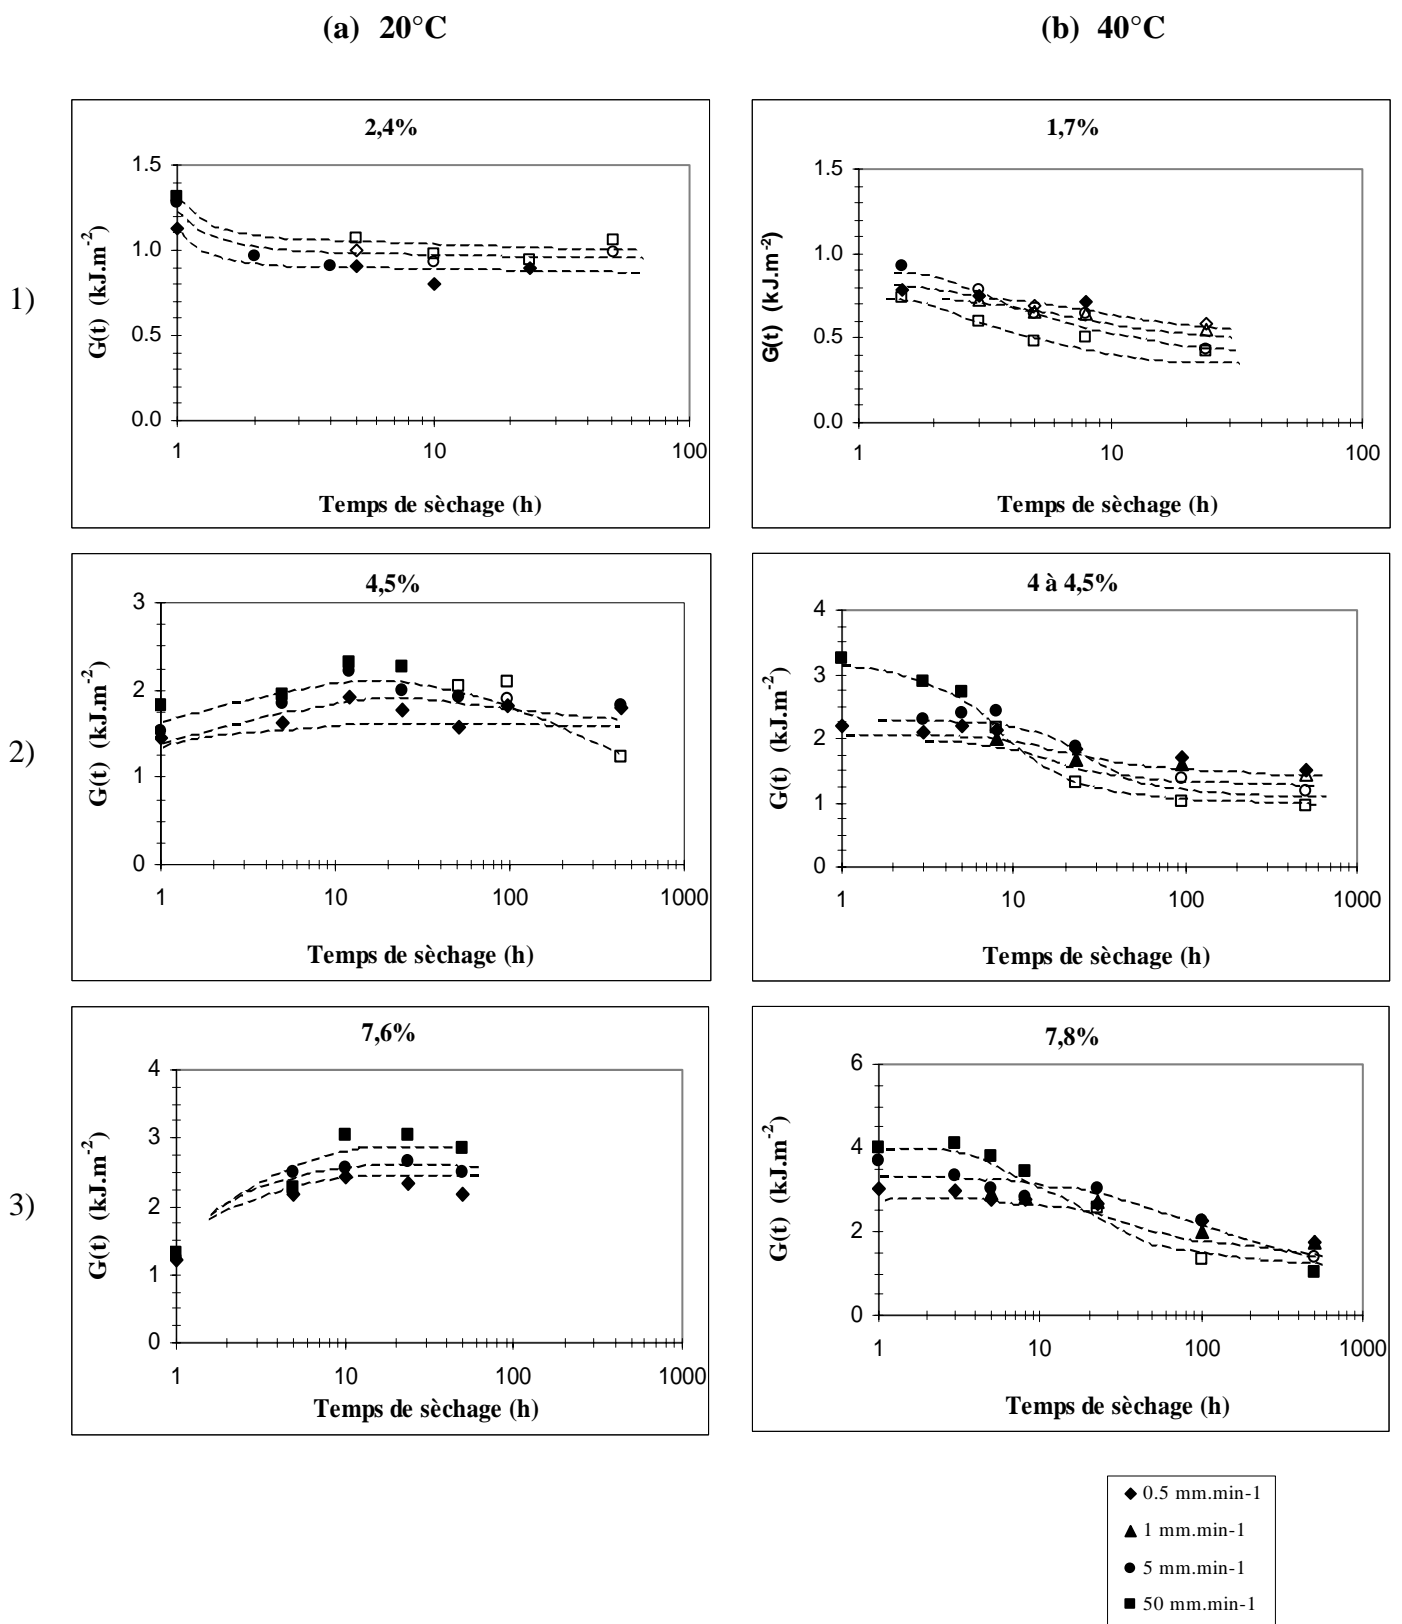 (a) 20°C
(b) 40°C
1)
2,4%
G(t) (kJ.m-2)
1.5
1.0
0.5
0.0
1 10 100
Temps de sèchage (h)
1,7%
G(t) (kJ.m-2)
1.5
1.0
0.5
0.0
1 10 100
Temps de sèchage (h)
2)
4,5%
G(t) (kJ.m-2)
3
2
1
0
1 10 100 1000
Temps de sèchage (h)
4 à 4,5%
G(t) (kJ.m-2)
4
3
2
1
0
1 10 100 1000
Temps de sèchage (h)
3)
7,6%
G(t) (kJ.m-2)
4
3
2
1
0
1 10 100 1000
Temps de sèchage (h)
7,8%
G(t) (kJ.m-2)
6
4
2
0
1 10 100 1000
Temps de sèchage (h)
0.5 mm.min-1
1 mm.min-1
5 mm.min-1
50 mm.min-1